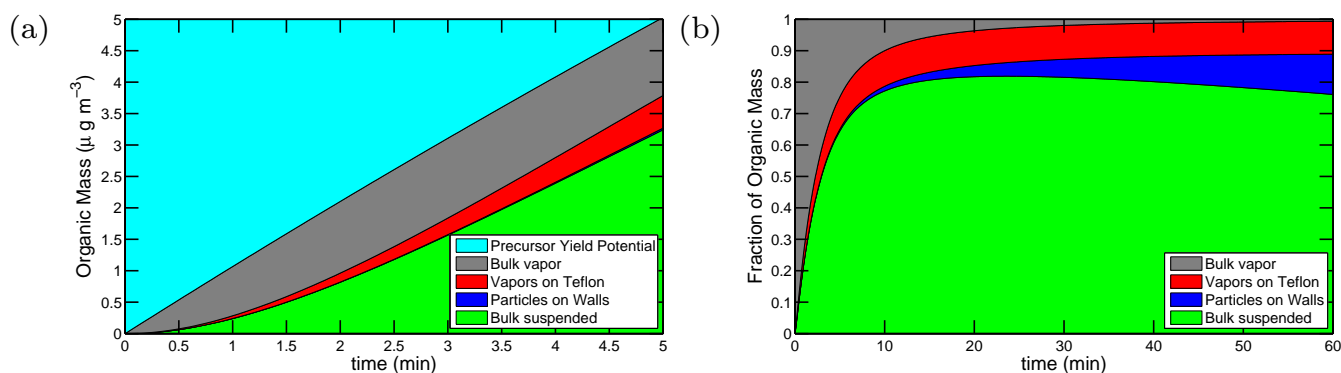 (a)
Organic Mass (μ g m⁻³)
5
4.5
4
3.5
3
2.5
2
1.5
1
0.5
0
0 0.5 1 1.5 2 2.5 3 3.5 4 4.5 5
time (min)
Precursor Yield Potential
Bulk vapor
Vapors on Teflon
Particles on Walls
Bulk suspended
(b)
Fraction of Organic Mass
1
0.9
0.8
0.7
0.6
0.5
0.4
0.3
0.2
0.1
0
0 10 20 30 40 50 60
time (min)
Bulk vapor
Vapors on Teflon
Particles on Walls
Bulk suspended